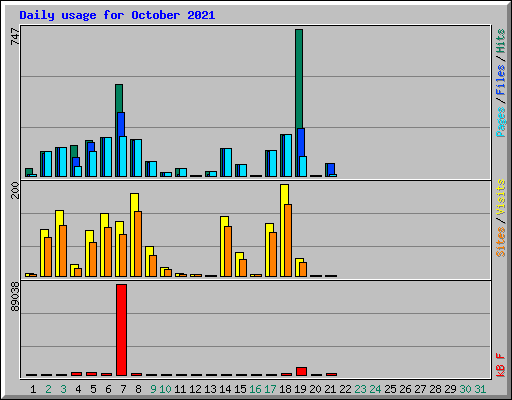 Daily usage for October 2021
747
Pages / Files / Hits
200
Sites / Visits
89038
kB F
1 2 3 4 5 6 7 8 9 10 11 12 13 14 15 16 17 18 19 20 21 22 23 24 25 26 27 28 29 30 31